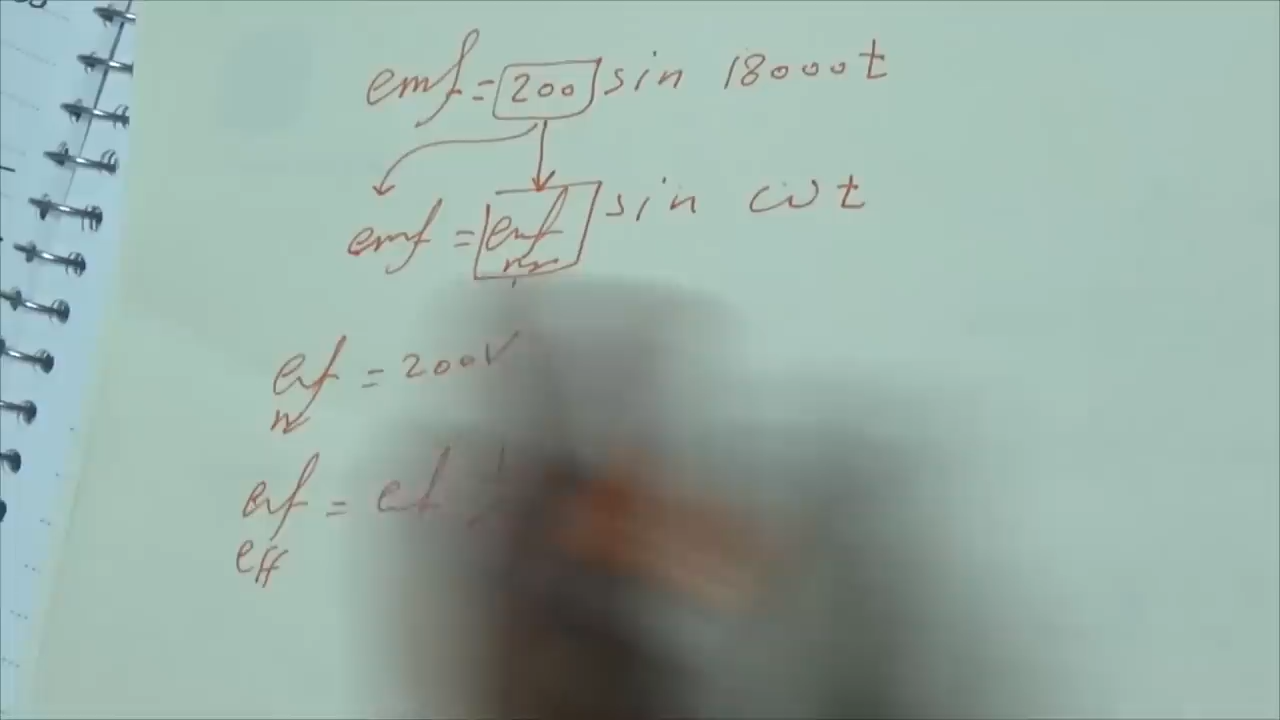 emf = 200 sin 18000t
emf = emf m sin ωt
emf m = 200V
emf eff = emf